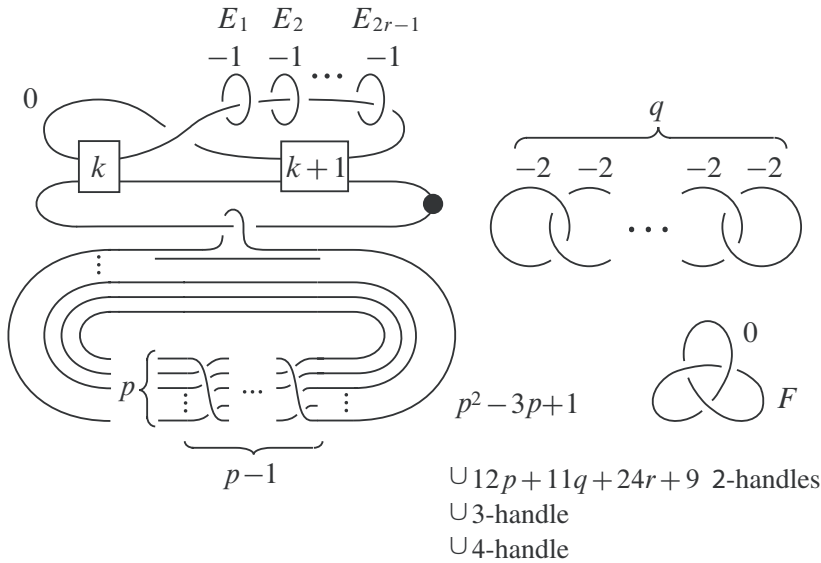 E₁ E₂ E₂ᵣ₋₁
−1 −1 ⋯ −1
0
k
k+1
q
−2 −2 −2 −2
⋯
⋮
p
⋯
⋮ ⋮
p−1
p²−3p+1
0
F
∪12p+11q+24r+9 2-handles
∪3-handle
∪4-handle